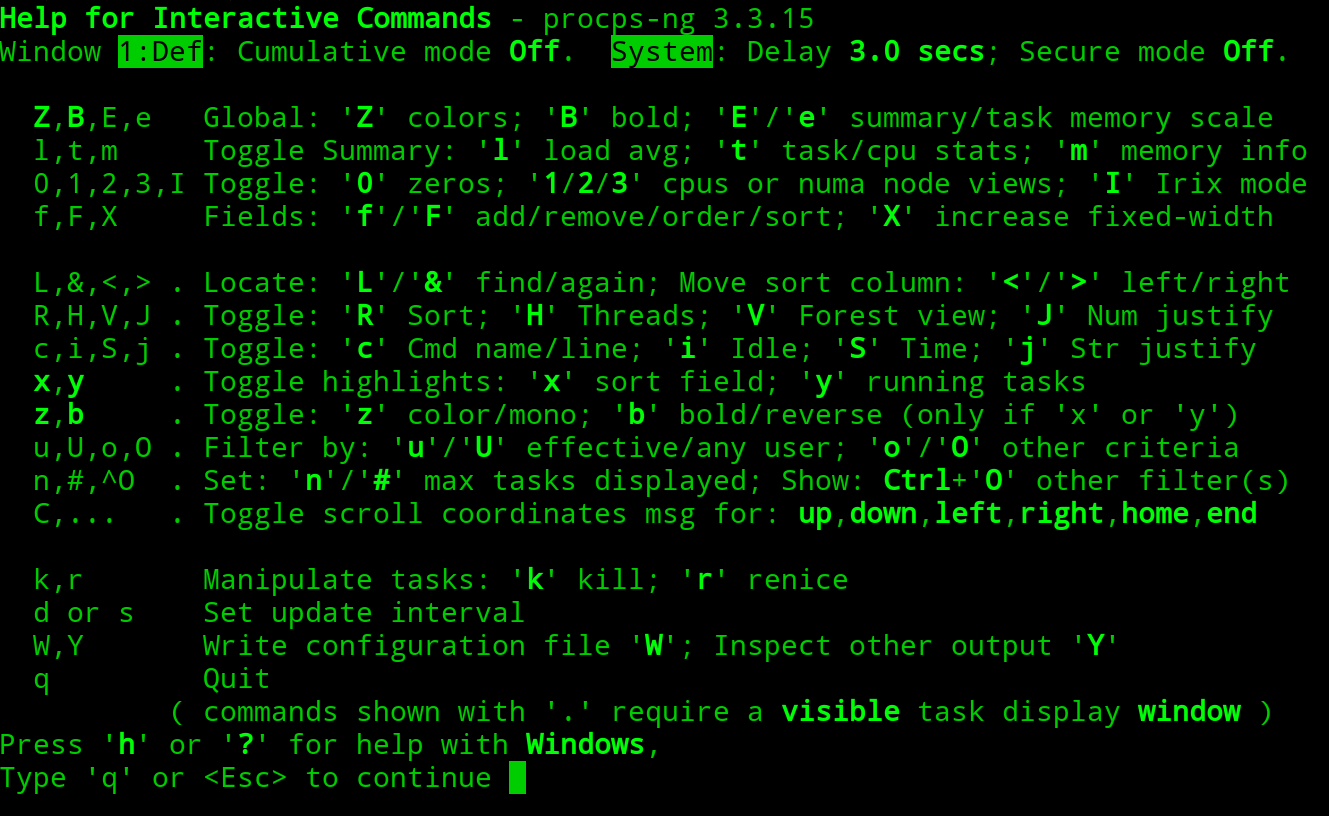 Help for Interactive Commands - procps-ng 3.3.15
Window 1:Def: Cumulative mode Off.  System: Delay 3.0 secs; Secure mode Off.

  Z,B,E,e   Global: 'Z' colors; 'B' bold; 'E'/'e' summary/task memory scale
  l,t,m     Toggle Summary: 'l' load avg; 't' task/cpu stats; 'm' memory info
  0,1,2,3,I Toggle: '0' zeros; '1/2/3' cpus or numa node views; 'I' Irix mode
  f,F,X     Fields: 'f'/'F' add/remove/order/sort; 'X' increase fixed-width

  L,&,<,> . Locate: 'L'/'&' find/again; Move sort column: '<'/'>' left/right
  R,H,V,J . Toggle: 'R' Sort; 'H' Threads; 'V' Forest view; 'J' Num justify
  c,i,S,j . Toggle: 'c' Cmd name/line; 'i' Idle; 'S' Time; 'j' Str justify
  x,y     . Toggle highlights: 'x' sort field; 'y' running tasks
  z,b     . Toggle: 'z' color/mono; 'b' bold/reverse (only if 'x' or 'y')
  u,U,o,O . Filter by: 'u'/'U' effective/any user; 'o'/'O' other criteria
  n,#,^O  . Set: 'n'/'#' max tasks displayed; Show: Ctrl+'O' other filter(s)
  C,...   . Toggle scroll coordinates msg for: up,down,left,right,home,end

  k,r       Manipulate tasks: 'k' kill; 'r' renice
  d or s    Set update interval
  W,Y       Write configuration file 'W'; Inspect other output 'Y'
  q         Quit
          ( commands shown with '.' require a visible task display window )
Press 'h' or '?' for help with Windows,
Type 'q' or <Esc> to continue